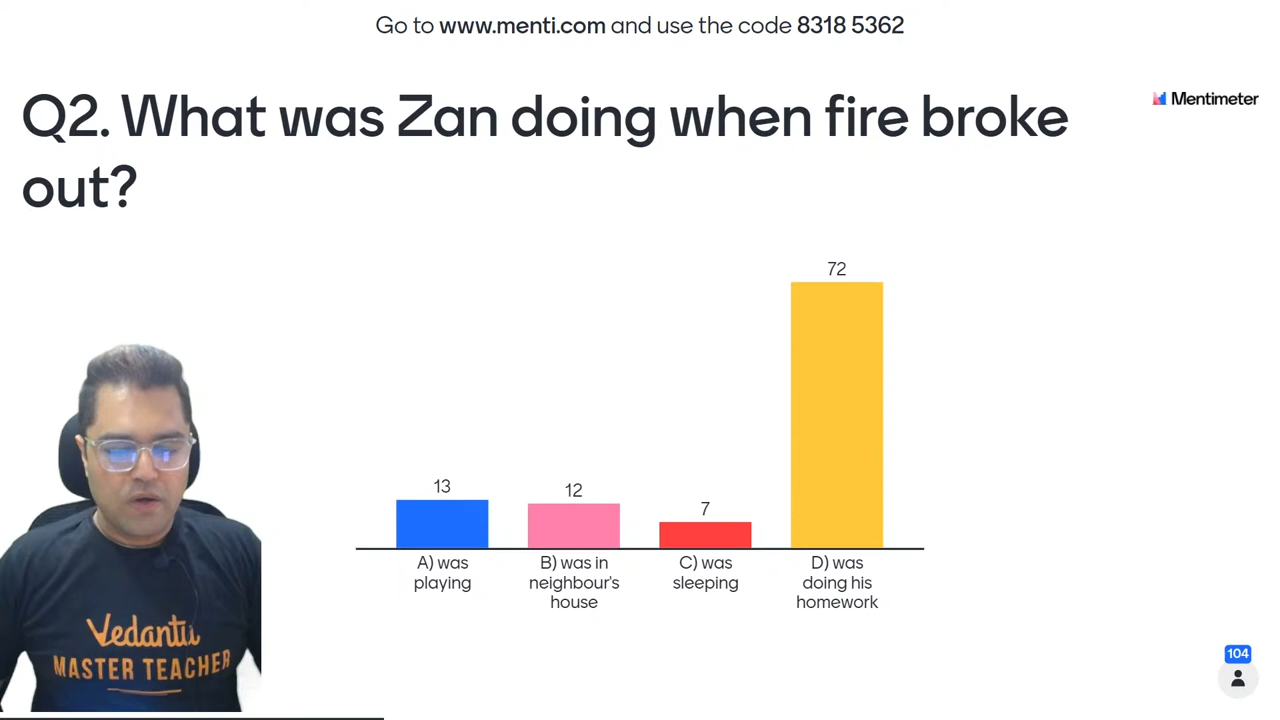 Go to www.menti.com and use the code 8318 5362
Mentimeter
Q2. What was Zan doing when fire broke
out?
72
13
12
7
A) was
playing
B) was in
neighbour's
house
C) was
sleeping
D) was
doing his
homework
Vedantu
MASTER TEACHER
104